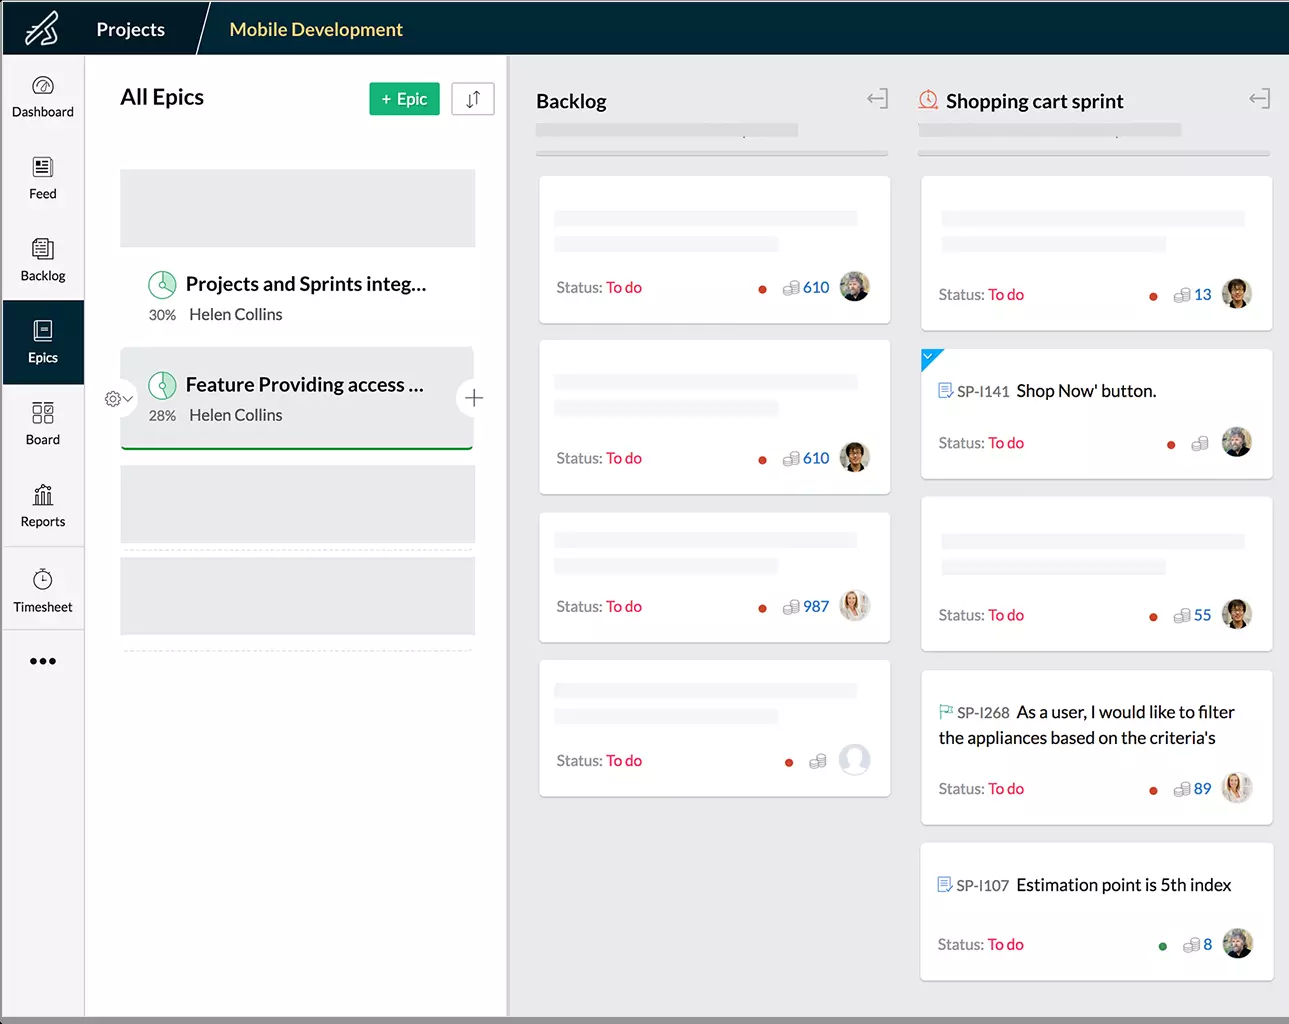 Projects
Mobile Development
Dashboard
Feed
Backlog
Epics
Board
Reports
Timesheet
All Epics
+ Epic
Projects and Sprints integ...
30% Helen Collins
Feature Providing access ...
28% Helen Collins
Backlog
Status: To do
610
Status: To do
610
Status: To do
987
Status: To do
Shopping cart sprint
Status: To do
13
SP-I141 Shop Now' button.
Status: To do
Status: To do
55
SP-I268 As a user, I would like to filter
the appliances based on the criteria's
Status: To do
89
SP-I107 Estimation point is 5th index
Status: To do
8